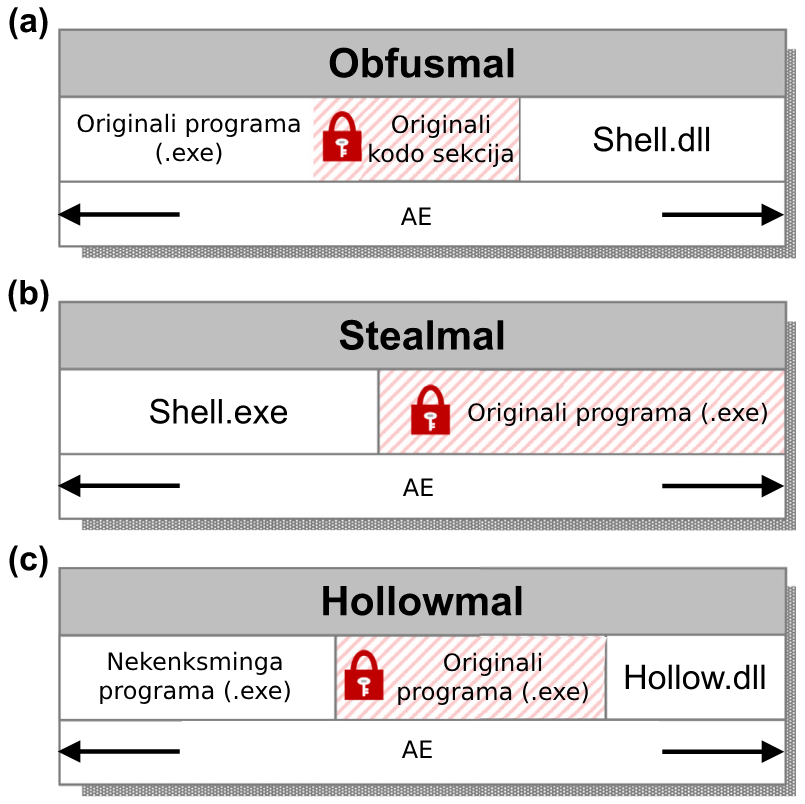 (a)
Obfusmal
Originali programa
(.exe)
Originali
kodo sekcija
Shell.dll
AE
(b)
Stealmal
Shell.exe
Originali programa (.exe)
AE
(c)
Hollowmal
Nekenksminga
programa (.exe)
Originali
programa (.exe)
Hollow.dll
AE